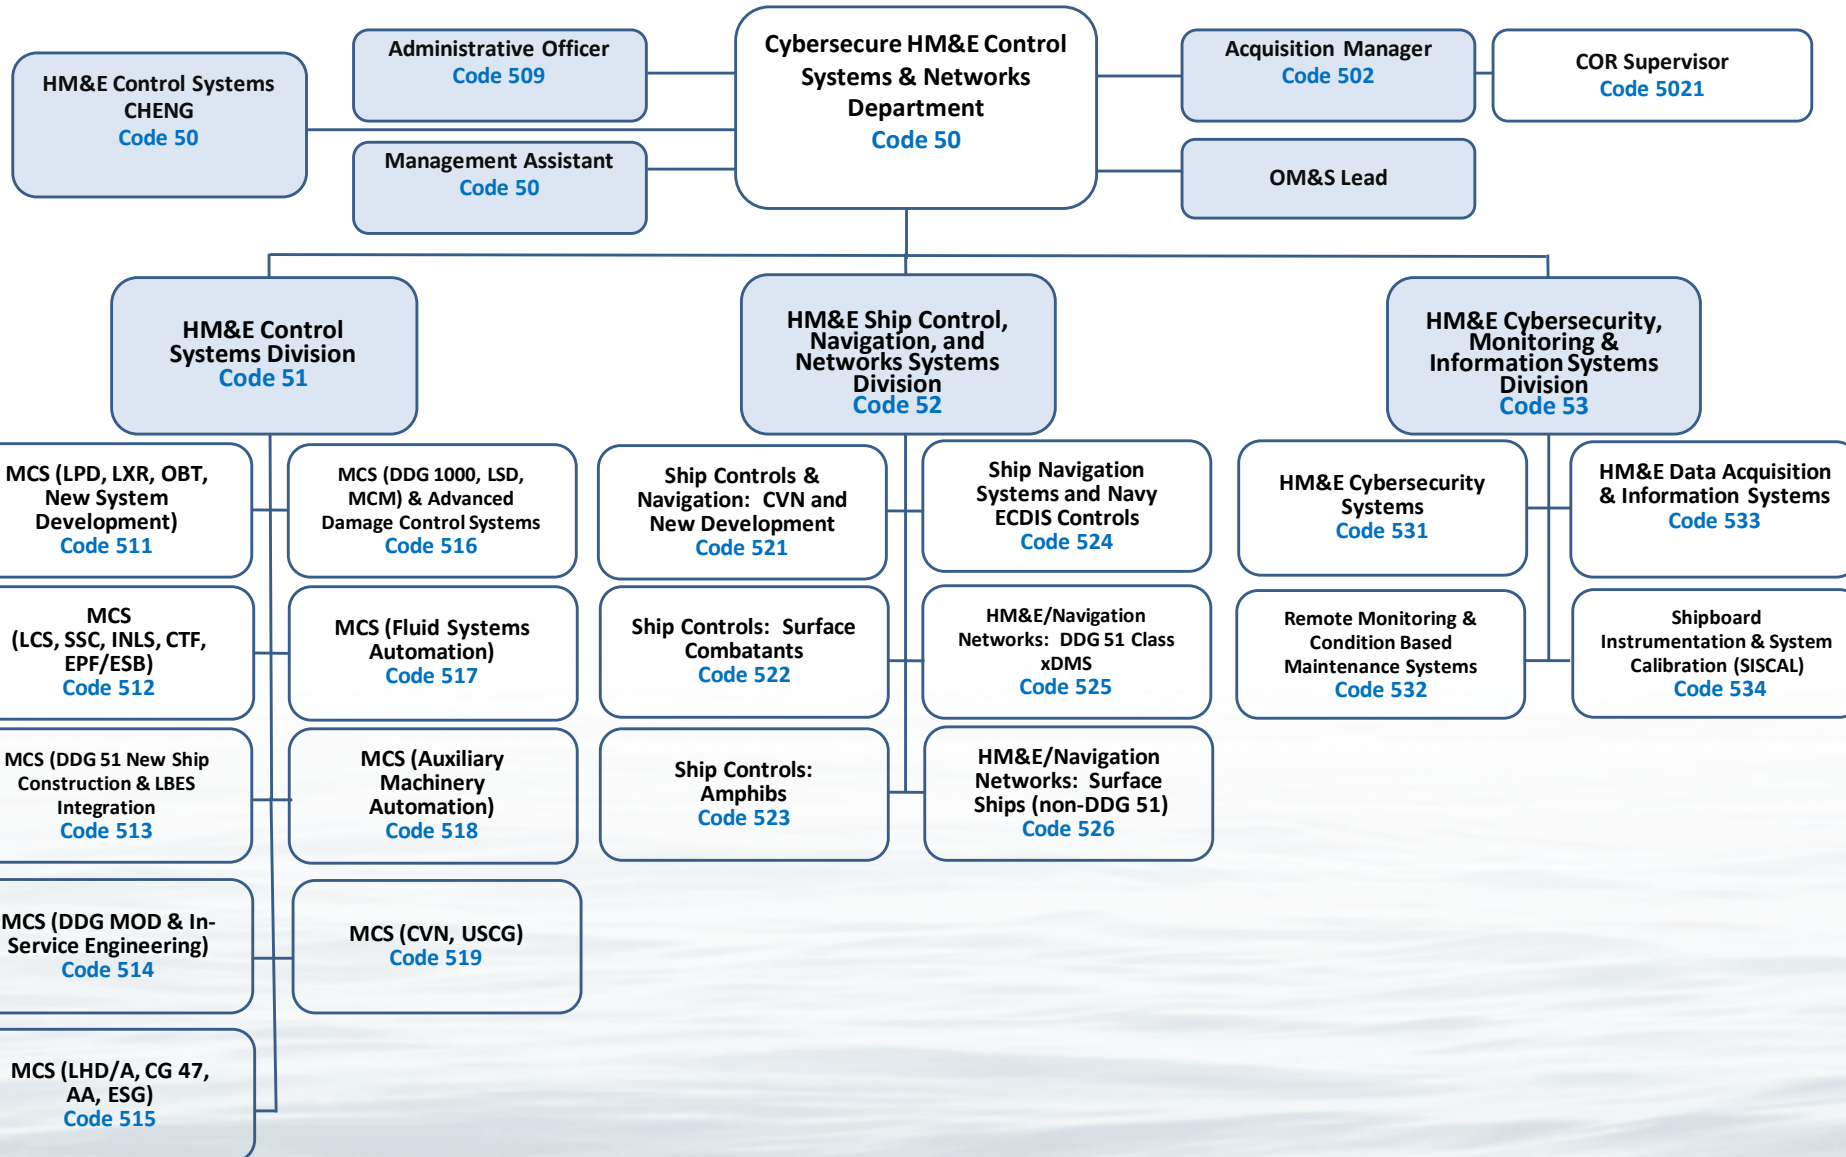 Cybersecure HM&E Control
Systems & Networks
Department
Code 50
HM&E Control Systems
CHENG
Code 50
Administrative Officer
Code 509
Management Assistant
Code 50
Acquisition Manager
Code 502
COR Supervisor
Code 5021
OM&S Lead
HM&E Control
Systems Division
Code 51
MCS (LPD, LXR, OBT,
New System
Development)
Code 511
MCS (DDG 1000, LSD,
MCM) & Advanced
Damage Control Systems
Code 516
MCS
(LCS, SSC, INLS, CTF,
EPF/ESB)
Code 512
MCS (Fluid Systems
Automation)
Code 517
MCS (DDG 51 New Ship
Construction & LBES
Integration
Code 513
MCS (Auxiliary
Machinery
Automation)
Code 518
MCS (DDG MOD & In-
Service Engineering)
Code 514
MCS (CVN, USCG)
Code 519
MCS (LHD/A, CG 47,
AA, ESG)
Code 515
HM&E Ship Control,
Navigation, and
Networks Systems
Division
Code 52
Ship Controls &
Navigation: CVN and
New Development
Code 521
Ship Navigation
Systems and Navy
ECDIS Controls
Code 524
Ship Controls: Surface
Combatants
Code 522
HM&E/Navigation
Networks: DDG 51 Class
xDMS
Code 525
Ship Controls:
Amphibs
Code 523
HM&E/Navigation
Networks: Surface
Ships (non-DDG 51)
Code 526
HM&E Cybersecurity,
Monitoring &
Information Systems
Division
Code 53
HM&E Cybersecurity
Systems
Code 531
HM&E Data Acquisition
& Information Systems
Code 533
Remote Monitoring &
Condition Based
Maintenance Systems
Code 532
Shipboard
Instrumentation & System
Calibration (SISCAL)
Code 534